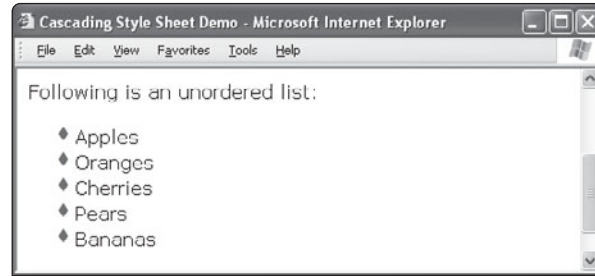 Cascading Style Sheet Demo - Microsoft Internet Explorer
File Edit View Favorites Tools Help
Following is an unordered list:
Apples
Oranges
Cherries
Pears
Bananas